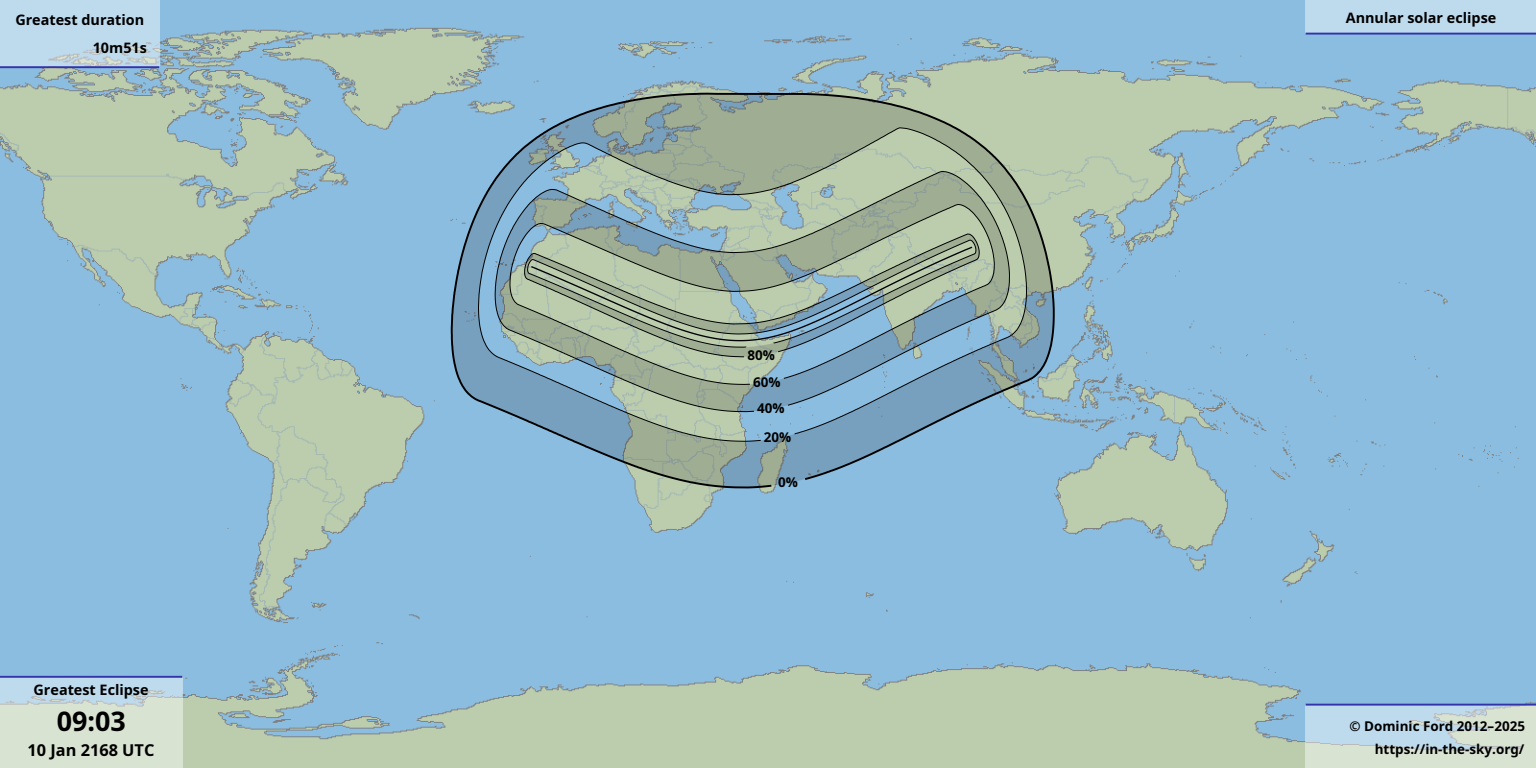 Greatest duration
10m51s
Annular solar eclipse
80%
60%
40%
20%
0%
Greatest Eclipse
09:03
10 Jan 2168 UTC
© Dominic Ford 2012–2025
https://in-the-sky.org/